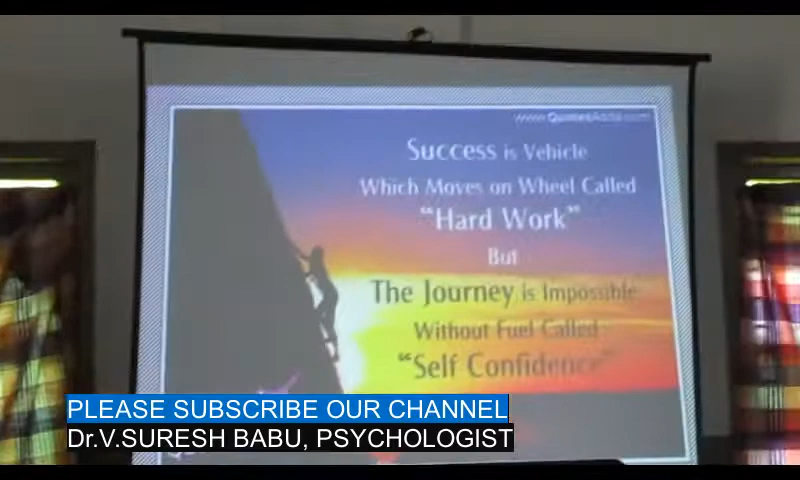 www.QuotesAdda.com
Success is Vehicle
Which Moves on Wheel Called
“Hard Work”
But
The Journey is Impossible
Without Fuel Called
“Self Confidence”
PLEASE SUBSCRIBE OUR CHANNEL
Dr.V.SURESH BABU, PSYCHOLOGIST